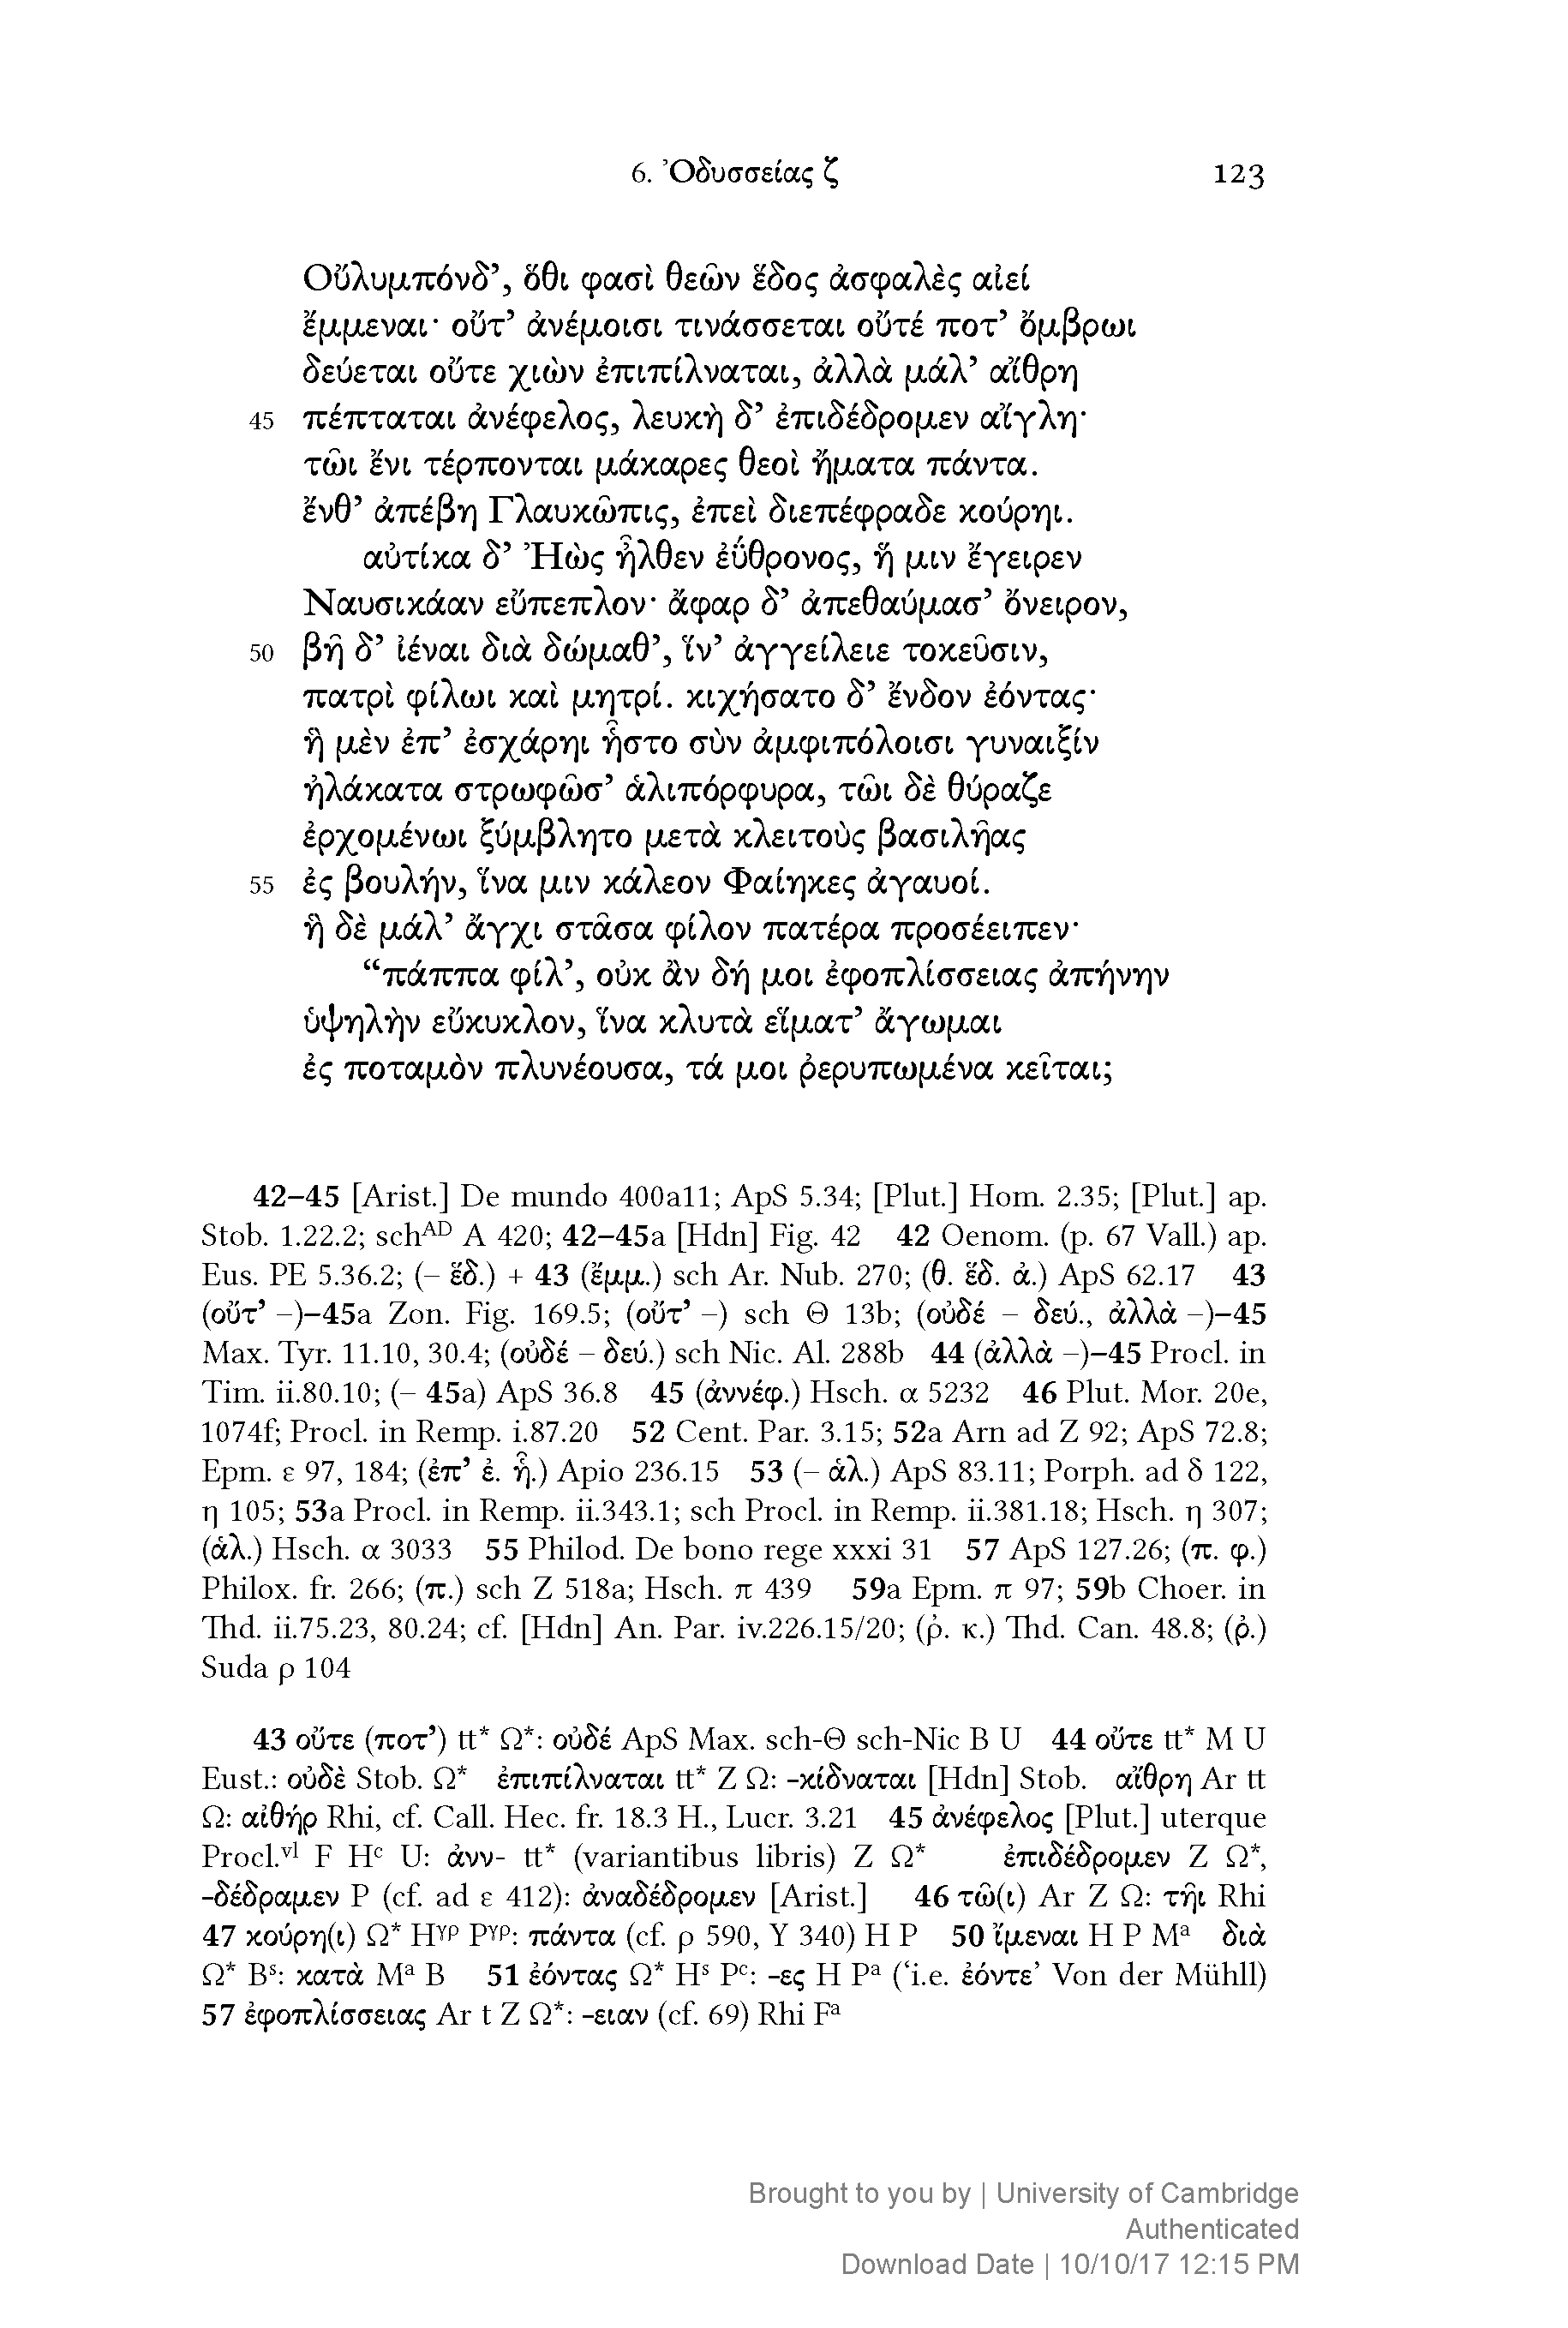 6. Ὀδυσσείας ζ 123
Οὔλυμπόνδ’, ὅθι φασὶ θεῶν ἕδος ἀσφαλὲς αἰεί
ἔμμεναι· οὔτ’ ἀνέμοισι τινάσσεται οὔτέ ποτ’ ὄμβρωι
δεύεται οὔτε χιὼν ἐπιπίλναται, ἀλλὰ μάλ’ αἴθρη
45 πέπταται ἀνέφελος, λευκὴ δ’ ἐπιδέδρομεν αἴγλη·
τῶι ἔνι τέρπονται μάκαρες θεοὶ ἤματα πάντα.
ἔνθ’ ἀπέβη Γλαυκῶπις, ἐπεὶ διεπέφραδε κούρηι.
αὐτίκα δ’ Ἠὼς ἦλθεν ἐΰθρονος, ἥ μιν ἔγειρεν
Ναυσικάαν εὔπεπλον· ἄφαρ δ’ ἀπεθαύμασ’ ὄνειρον,
50 βῆ δ’ ἰέναι διὰ δώμαθ’, ἵν’ ἀγγείλειε τοκεῦσιν,
πατρὶ φίλωι καὶ μητρί. κιχήσατο δ’ ἔνδον ἐόντας·
ἣ μὲν ἐπ’ ἐσχάρηι ἧστο σὺν ἀμφιπόλοισι γυναιξίν
ἠλάκατα στρωφῶσ’ ἁλιπόρφυρα, τῶι δὲ θύραζε
ἐρχομένωι ξύμβλητο μετὰ κλειτοὺς βασιλῆας
55 ἐς βουλήν, ἵνα μιν κάλεον Φαίηκες ἀγαυοί.
ἣ δὲ μάλ’ ἄγχι στᾶσα φίλον πατέρα προσέειπεν·
“πάππα φίλ’, οὐκ ἂν δή μοι ἐφοπλίσσειας ἀπήνην
ὑψηλὴν εὔκυκλον, ἵνα κλυτὰ εἵματ’ ἄγωμαι
ἐς ποταμὸν πλυνέουσα, τά μοι ῥερυπωμένα κεῖται;
42–45 [Arist.] De mundo 400a11; ApS 5.34; [Plut.] Hom. 2.35; [Plut.] ap.
Stob. 1.22.2; schAD A 420; 42–45a [Hdn] Fig. 42 42 Oenom. (p. 67 Vall.) ap.
Eus. PE 5.36.2; (– ἕδ.) + 43 (ἔμμ.) sch Ar. Nub. 270; (θ. ἕδ. ἀ.) ApS 62.17 43
(οὔτ’ –)–45a Zon. Fig. 169.5; (οὔτ’ –) sch Θ 13b; (οὐδέ – δεύ., ἀλλὰ –)–45
Max. Tyr. 11.10, 30.4; (οὐδέ – δεύ.) sch Nic. Al. 288b 44 (ἀλλὰ –)–45 Procl. in
Tim. ii.80.10; (– 45a) ApS 36.8 45 (ἀννέφ.) Hsch. α 5232 46 Plut. Mor. 20e,
1074f; Procl. in Remp. i.87.20 52 Cent. Par. 3.15; 52a Arn ad Z 92; ApS 72.8;
Epm. ε 97, 184; (ἐπ’ ἐ. ἧ.) Apio 236.15 53 (– ἁλ.) ApS 83.11; Porph. ad δ 122,
η 105; 53a Procl. in Remp. ii.343.1; sch Procl. in Remp. ii.381.18; Hsch. η 307;
(ἁλ.) Hsch. α 3033 55 Philod. De bono rege xxxi 31 57 ApS 127.26; (π. φ.)
Philox. fr. 266; (π.) sch Z 518a; Hsch. π 439 59a Epm. π 97; 59b Choer. in
Thd. ii.75.23, 80.24; cf. [Hdn] An. Par. iv.226.15/20; (ῥ. κ.) Thd. Can. 48.8; (ῥ.)
Suda ρ 104
43 οὔτε (ποτ’) tt* Ω*: οὐδέ ApS Max. sch-Θ sch-Nic B U 44 οὔτε tt* M U
Eust.: οὐδὲ Stob. Ω* ἐπιπίλναται tt* Z Ω: -κίδναται [Hdn] Stob. αἴθρη Ar tt
Ω: αἰθήρ Rhi, cf. Call. Hec. fr. 18.3 H., Lucr. 3.21 45 ἀνέφελος [Plut.] uterque
Procl.vl F Hc U: ἀνν- tt* (variantibus libris) Z Ω* ἐπιδέδρομεν Z Ω*,
-δέδραμεν P (cf. ad ε 412): ἀναδέδρομεν [Arist.] 46 τῶ(ι) Ar Z Ω: τῆι Rhi
47 κούρη(ι) Ω* Hγρ Pγρ: πάντα (cf. ρ 590, Υ 340) H P 50 ἴμεναι H P Ma διὰ
Ω* Bs: κατὰ Ma B 51 ἐόντας Ω* Hs Pc: -ες H Pa (‘i.e. ἐόντε’ Von der Mühll)
57 ἐφοπλίσσειας Ar t Z Ω*: -ειαν (cf. 69) Rhi Fa
Brought to you by | University of Cambridge
Authenticated
Download Date | 10/10/17 12:15 PM